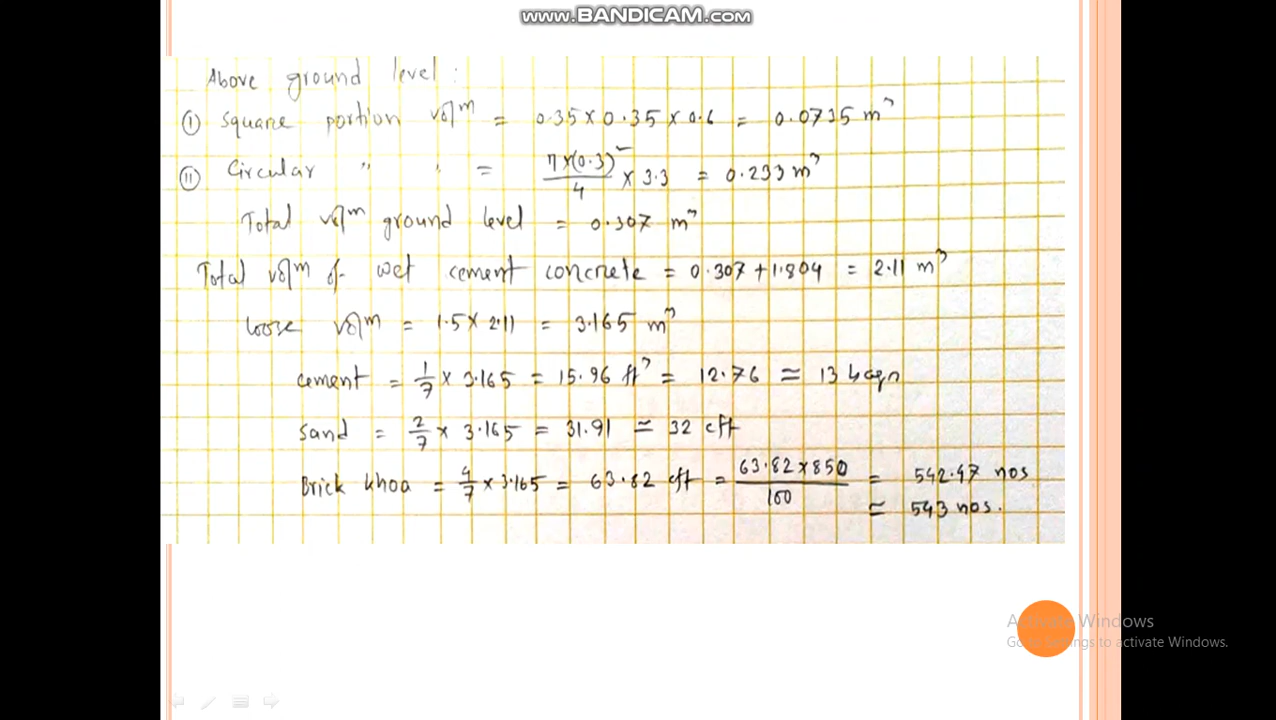 www.BANDICAM.com
Above ground level :
(I) Square portion volm = 0.35 x 0.35 x 0.6 = 0.0735 m³
(II) Circular " " = π x (0.3)² / 4 x 3.3 = 0.233 m³
Total volm ground level = 0.307 m³
Total volm of wet cement concrete = 0.307 + 1.804 = 2.11 m³
Loose volm = 1.5 x 2.11 = 3.165 m³
cement = 1/7 x 3.165 = 15.96 ft³ = 12.76 ≃ 13 bags
Sand = 2/7 x 3.165 = 31.91 ≃ 32 cft
Brick khoa = 4/7 x 3.165 = 63.82 cft = 63.82 x 850 / 100 = 542.47 nos
≃ 543 nos.
Activate Windows
Go to Settings to activate Windows.